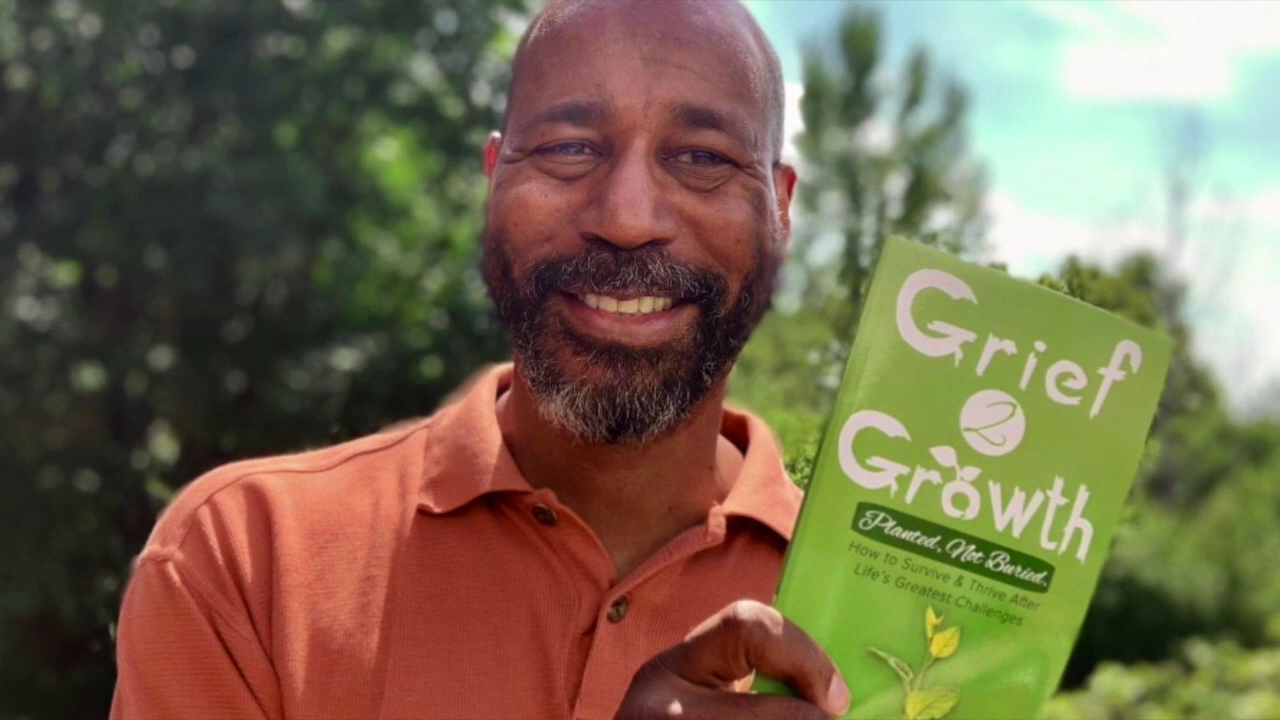 Grief
2
Growth
Planted, Not Buried.
How to Survive & Thrive After
Life's Greatest Challenges